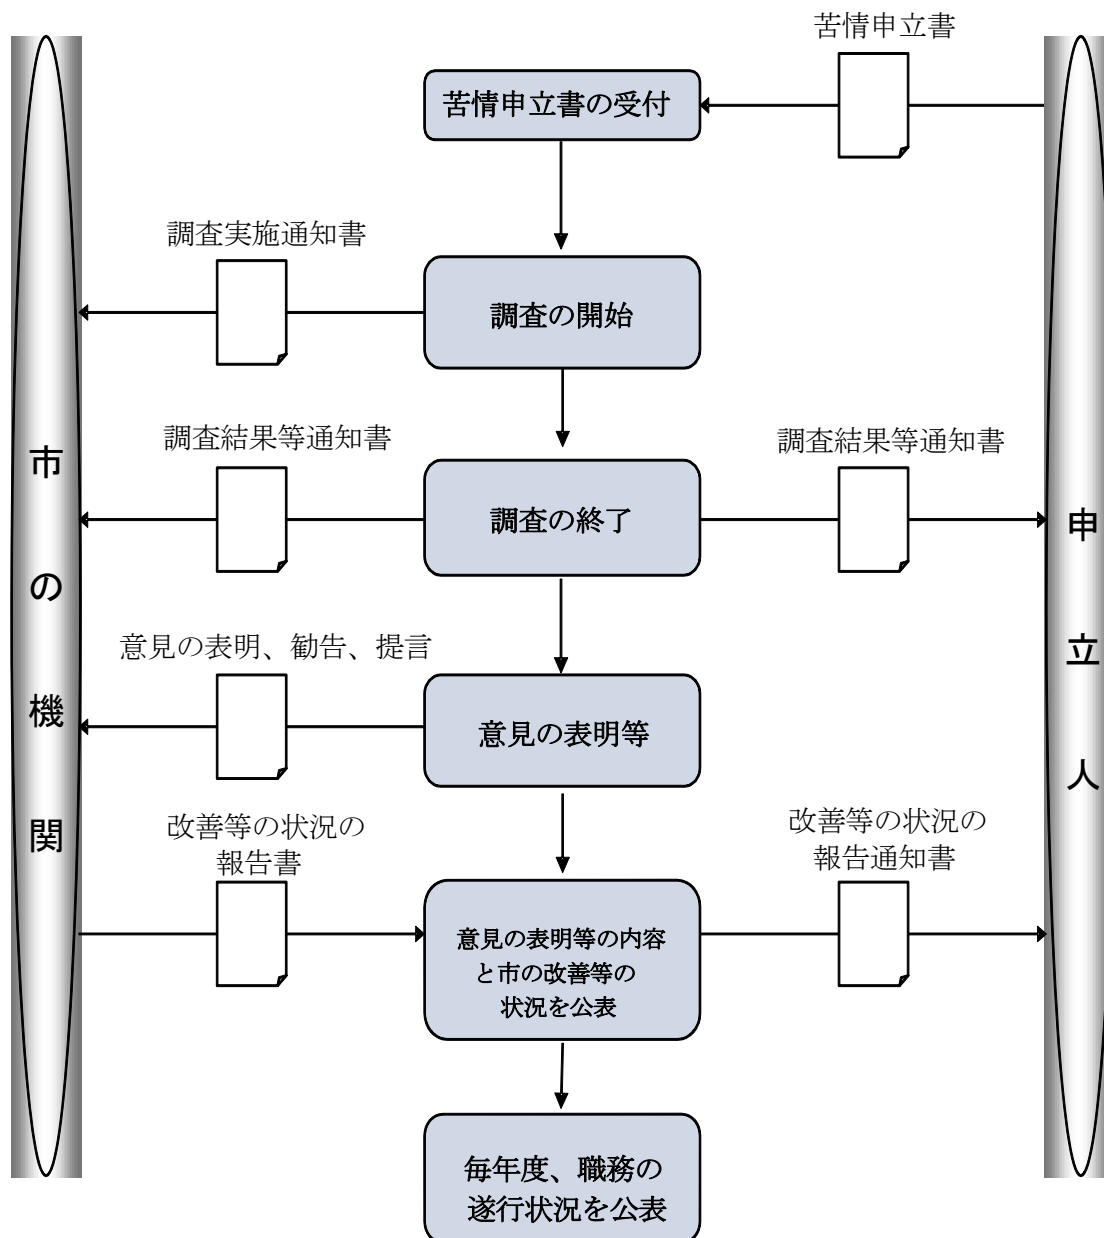 苦情申立書
苦情申立書の受付
調査実施通知書
調査の開始
調査結果等通知書
調査結果等通知書
調査の終了
市の機関
申立人
意見の表明、勧告、提言
意見の表明等
改善等の状況の
報告書
改善等の状況の
報告通知書
意見の表明等の内容
と市の改善等の
状況を公表
毎年度、職務の
遂行状況を公表